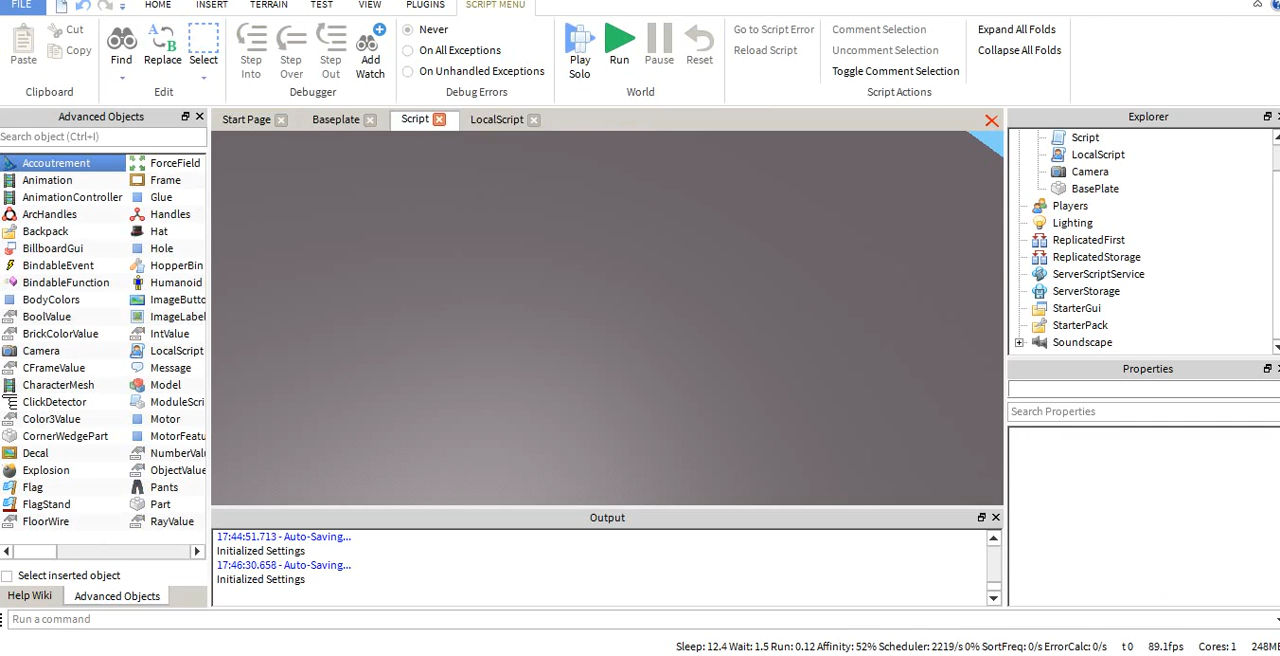 FILE HOME INSERT TERRAIN TEST VIEW PLUGINS SCRIPT MENU
Paste
Cut
Copy
Clipboard
Find
Replace
Select
Edit
Step Into
Step Over
Step Out
Add Watch
Debugger
Never
On All Exceptions
On Unhandled Exceptions
Debug Errors
Play Solo
Run
Pause
Reset
World
Go to Script Error
Reload Script
Comment Selection
Uncomment Selection
Toggle Comment Selection
Expand All Folds
Collapse All Folds
Script Actions
Advanced Objects
Search object (Ctrl+I)
Accoutrement ForceField
Animation Frame
AnimationController Glue
ArcHandles Handles
Backpack Hat
BillboardGui Hole
BindableEvent HopperBin
BindableFunction Humanoid
BodyColors ImageButto
BoolValue ImageLabel
BrickColorValue IntValue
Camera LocalScript
CFrameValue Message
CharacterMesh Model
ClickDetector ModuleScri
Color3Value Motor
CornerWedgePart MotorFeatu
Decal NumberValu
Explosion ObjectValue
Flag Pants
FlagStand Part
FloorWire RayValue
Select inserted object
Help Wiki Advanced Objects
Start Page Baseplate Script LocalScript
Output
17:44:51.713 - Auto-Saving...
Initialized Settings
17:46:30.658 - Auto-Saving...
Initialized Settings
Explorer
Script
LocalScript
Camera
BasePlate
Players
Lighting
ReplicatedFirst
ReplicatedStorage
ServerScriptService
ServerStorage
StarterGui
StarterPack
Soundscape
Properties
Search Properties
Run a command
Sleep: 12.4 Wait: 1.5 Run: 0.12 Affinity: 52% Scheduler: 2219/s 0% SortFreq: 0/s ErrorCalc: 0/s t 0 89.1fps Cores: 1 248MB